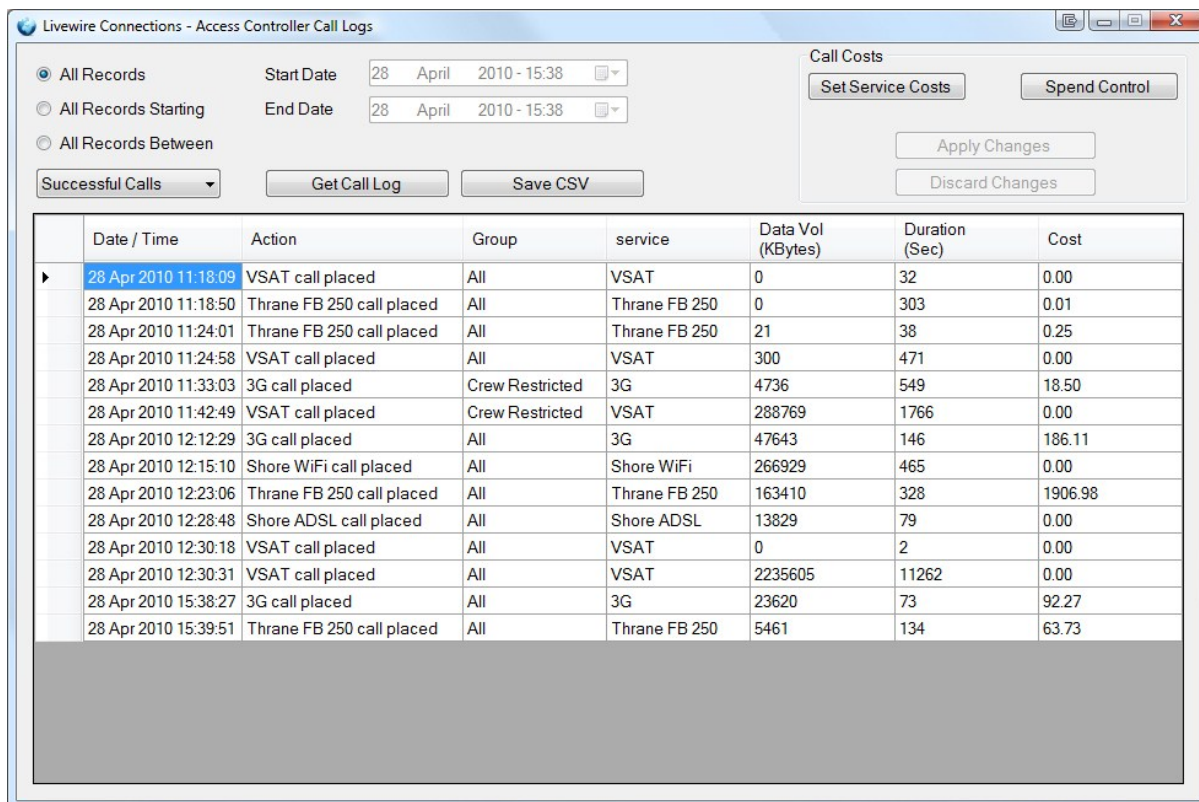 Livewire Connections - Access Controller Call Logs
All Records Start Date 28 April 2010 - 15:38
All Records Starting End Date 28 April 2010 - 15:38
All Records Between
Successful Calls Get Call Log Save CSV
Call Costs
Set Service Costs Spend Control
Apply Changes
Discard Changes
Date / Time Action Group service Data Vol (KBytes) Duration (Sec) Cost
28 Apr 2010 11:18:09 VSAT call placed All VSAT 0 32 0.00
28 Apr 2010 11:18:50 Thrane FB 250 call placed All Thrane FB 250 0 303 0.01
28 Apr 2010 11:24:01 Thrane FB 250 call placed All Thrane FB 250 21 38 0.25
28 Apr 2010 11:24:58 VSAT call placed All VSAT 300 471 0.00
28 Apr 2010 11:33:03 3G call placed Crew Restricted 3G 4736 549 18.50
28 Apr 2010 11:42:49 VSAT call placed Crew Restricted VSAT 288769 1766 0.00
28 Apr 2010 12:12:29 3G call placed All 3G 47643 146 186.11
28 Apr 2010 12:15:10 Shore WiFi call placed All Shore WiFi 266929 465 0.00
28 Apr 2010 12:23:06 Thrane FB 250 call placed All Thrane FB 250 163410 328 1906.98
28 Apr 2010 12:28:48 Shore ADSL call placed All Shore ADSL 13829 79 0.00
28 Apr 2010 12:30:18 VSAT call placed All VSAT 0 2 0.00
28 Apr 2010 12:30:31 VSAT call placed All VSAT 2235605 11262 0.00
28 Apr 2010 15:38:27 3G call placed All 3G 23620 73 92.27
28 Apr 2010 15:39:51 Thrane FB 250 call placed All Thrane FB 250 5461 134 63.73